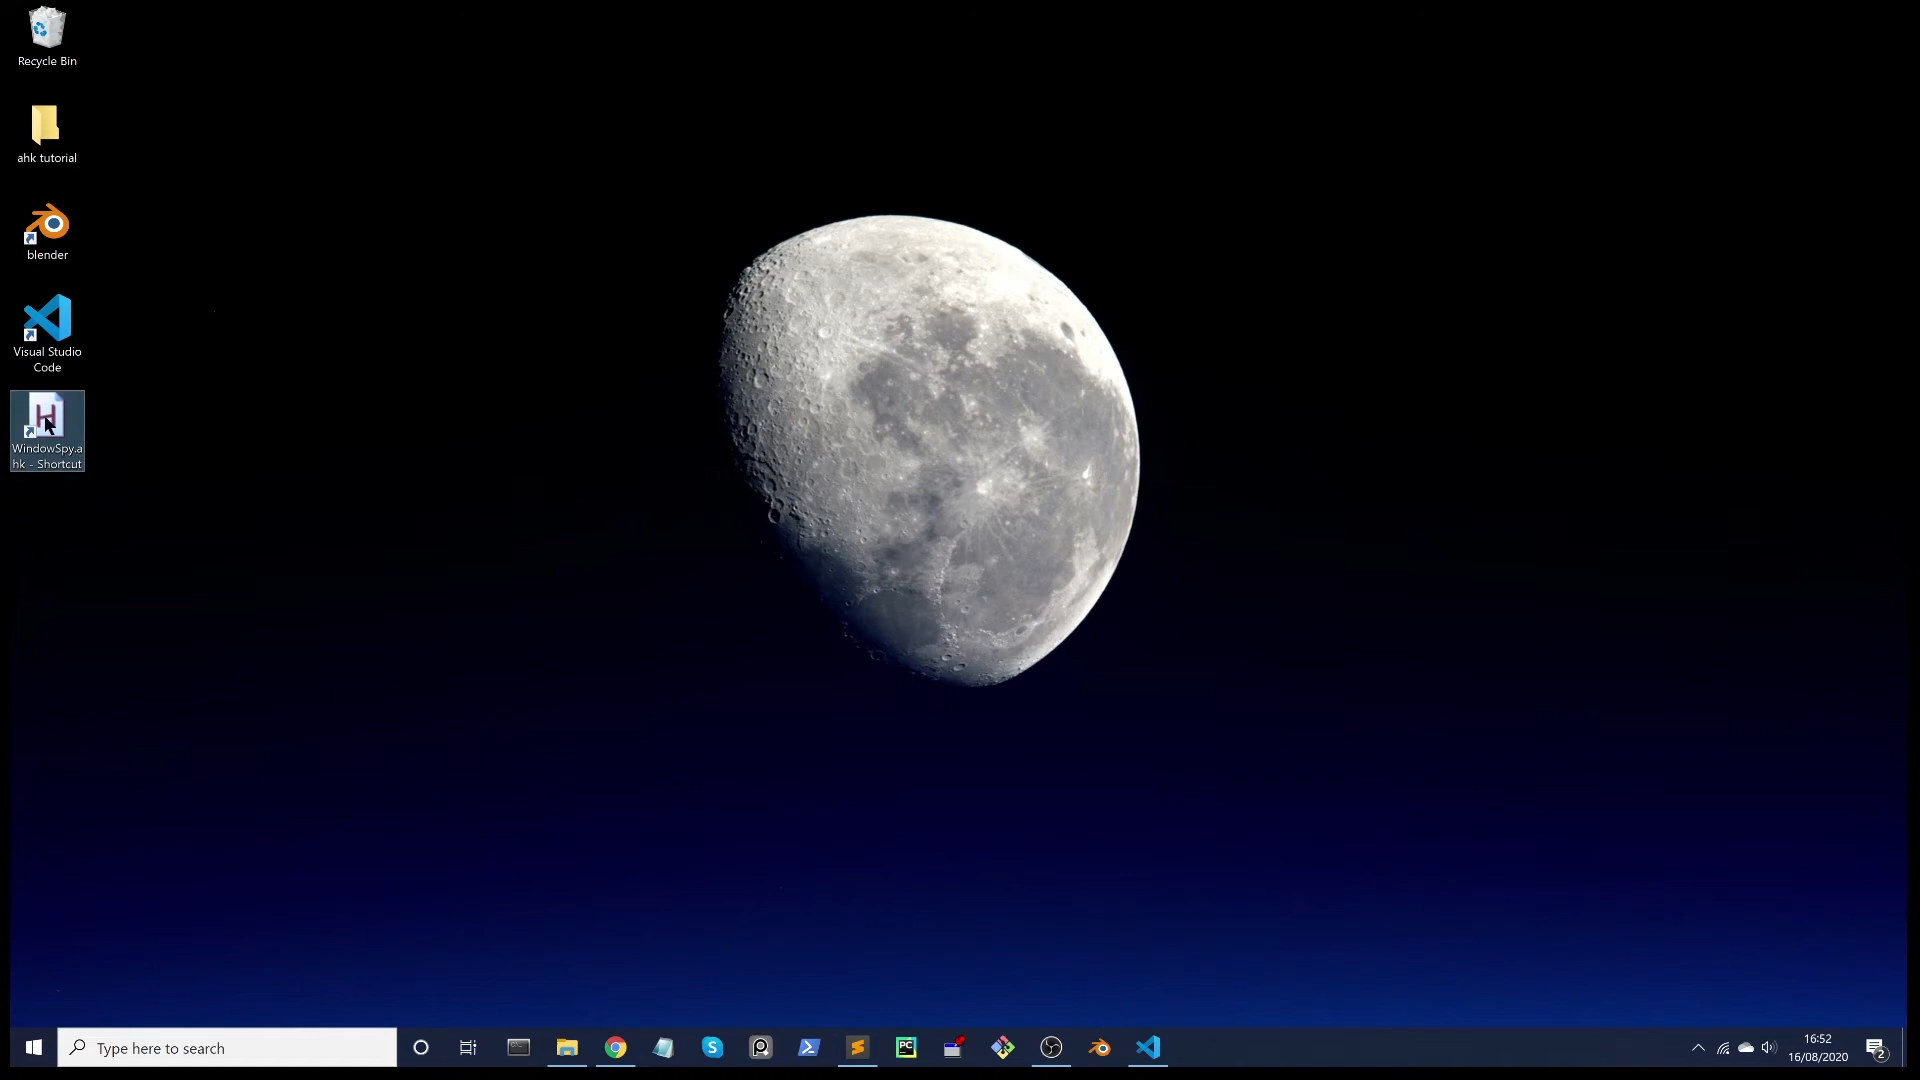 Recycle Bin
ahk tutorial
blender
Visual Studio
Code
WindowSpy.a
hk - Shortcut
Type here to search
16:52
16/08/2020
2